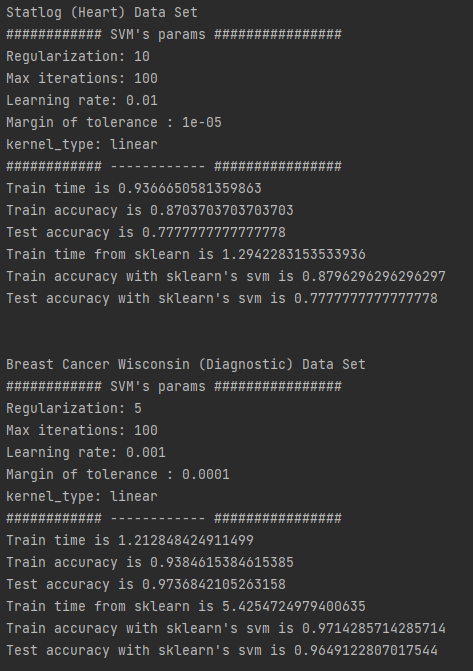 Statlog (Heart) Data Set
############ SVM's params ################
Regularization: 10
Max iterations: 100
Learning rate: 0.01
Margin of tolerance : 1e-05
kernel_type: linear
############ ------------ ################
Train time is 0.9366650581359863
Train accuracy is 0.8703703703703703
Test accuracy is 0.7777777777777778
Train time from sklearn is 1.2942283153533936
Train accuracy with sklearn's svm is 0.8796296296296297
Test accuracy with sklearn's svm is 0.7777777777777778
Breast Cancer Wisconsin (Diagnostic) Data Set
############ SVM's params ################
Regularization: 5
Max iterations: 100
Learning rate: 0.001
Margin of tolerance : 0.0001
kernel_type: linear
############ ------------ ################
Train time is 1.212848424911499
Train accuracy is 0.9384615384615385
Test accuracy is 0.9736842105263158
Train time from sklearn is 5.4254724979400635
Train accuracy with sklearn's svm is 0.9714285714285714
Test accuracy with sklearn's svm is 0.9649122807017544